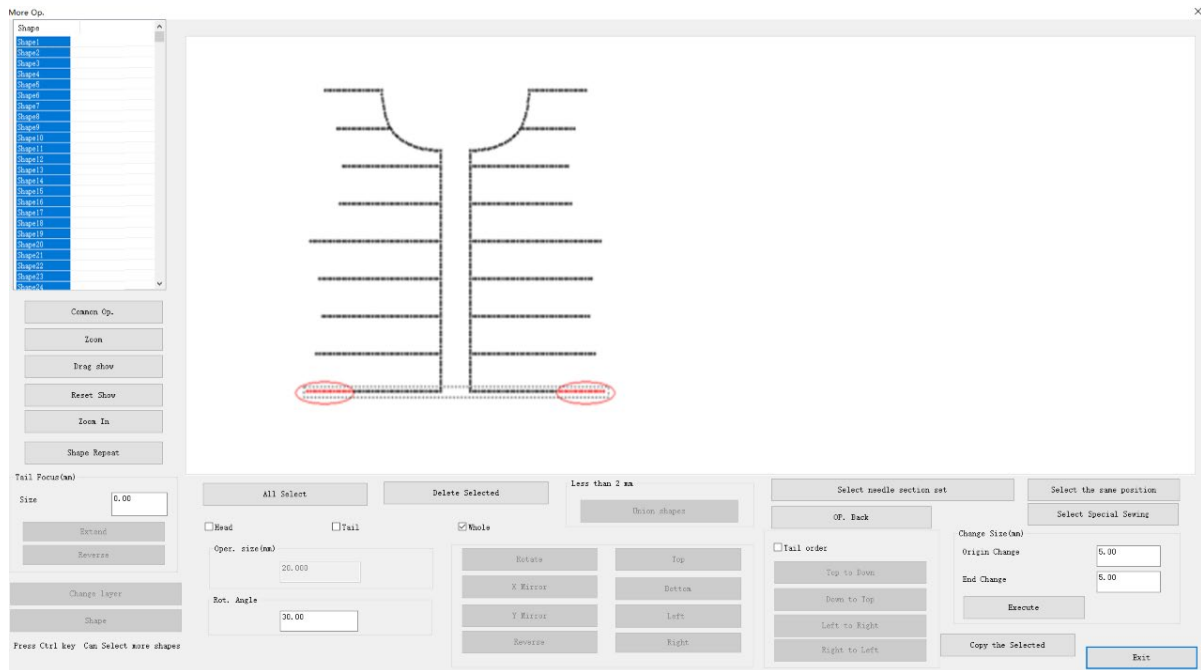 More Op.
Shape
Shape1
Shape2
Shape3
Shape4
Shape5
Shape6
Shape7
Shape8
Shape9
Shape10
Shape11
Shape12
Shape13
Shape14
Shape15
Shape16
Shape17
Shape18
Shape19
Shape20
Shape21
Shape22
Shape23
Shape24
Common Op.
Zoom
Drag show
Reset Show
Zoom In
Shape Repeat
Tail Focus(mm)
Size 0.00
Extend
Reverse
Change layer
Shape
Press Ctrl key Can Select more shapes
All Select
Delete Selected
Less than 2 mm
Union shapes
Head
Tail
Whole
Oper. size(mm)
20.000
Rot. Angle
30.00
Rotate
Top
X Mirror
Bottom
Y Mirror
Left
Reverse
Right
Select needle section set
Select the same position
OP. Back
Select Special Sewing
Tail order
Top to Down
Down to Top
Left to Right
Right to Left
Change Size(mm)
Origin Change 5.00
End Change 5.00
Execute
Copy the Selected
Exit